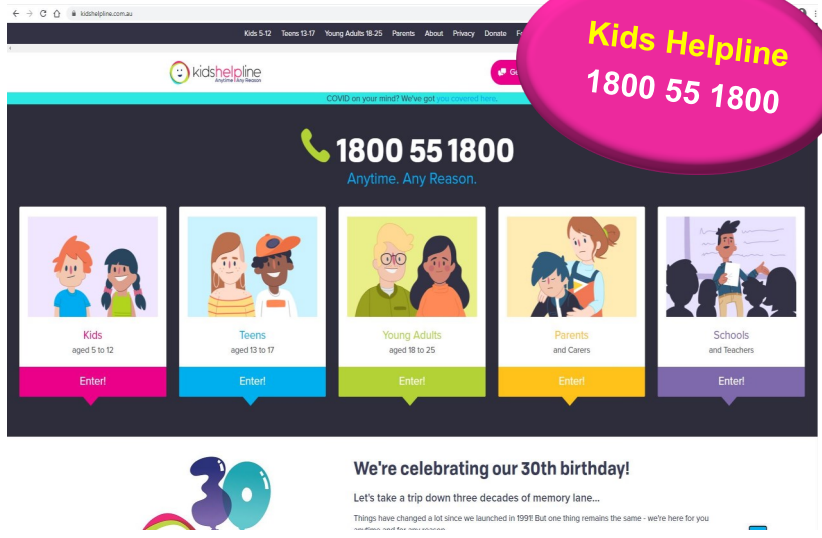 kidshelpline.com.au
Kids 5-12 Teens 13-17 Young Adults 18-25 Parents About Privacy Donate
Kids Helpline
1800 55 1800
kidshelpline
Anytime | Any Reason
COVID on your mind? We've got you covered here.
1800 55 1800
Anytime. Any Reason.
Kids
aged 5 to 12
Enter!
Teens
aged 13 to 17
Enter!
Young Adults
aged 18 to 25
Enter!
Parents
and Carers
Enter!
Schools
and Teachers
Enter!
30
We're celebrating our 30th birthday!
Let's take a trip down three decades of memory lane...
Things have changed a lot since we launched in 1991! But one thing remains the same - we're here for you